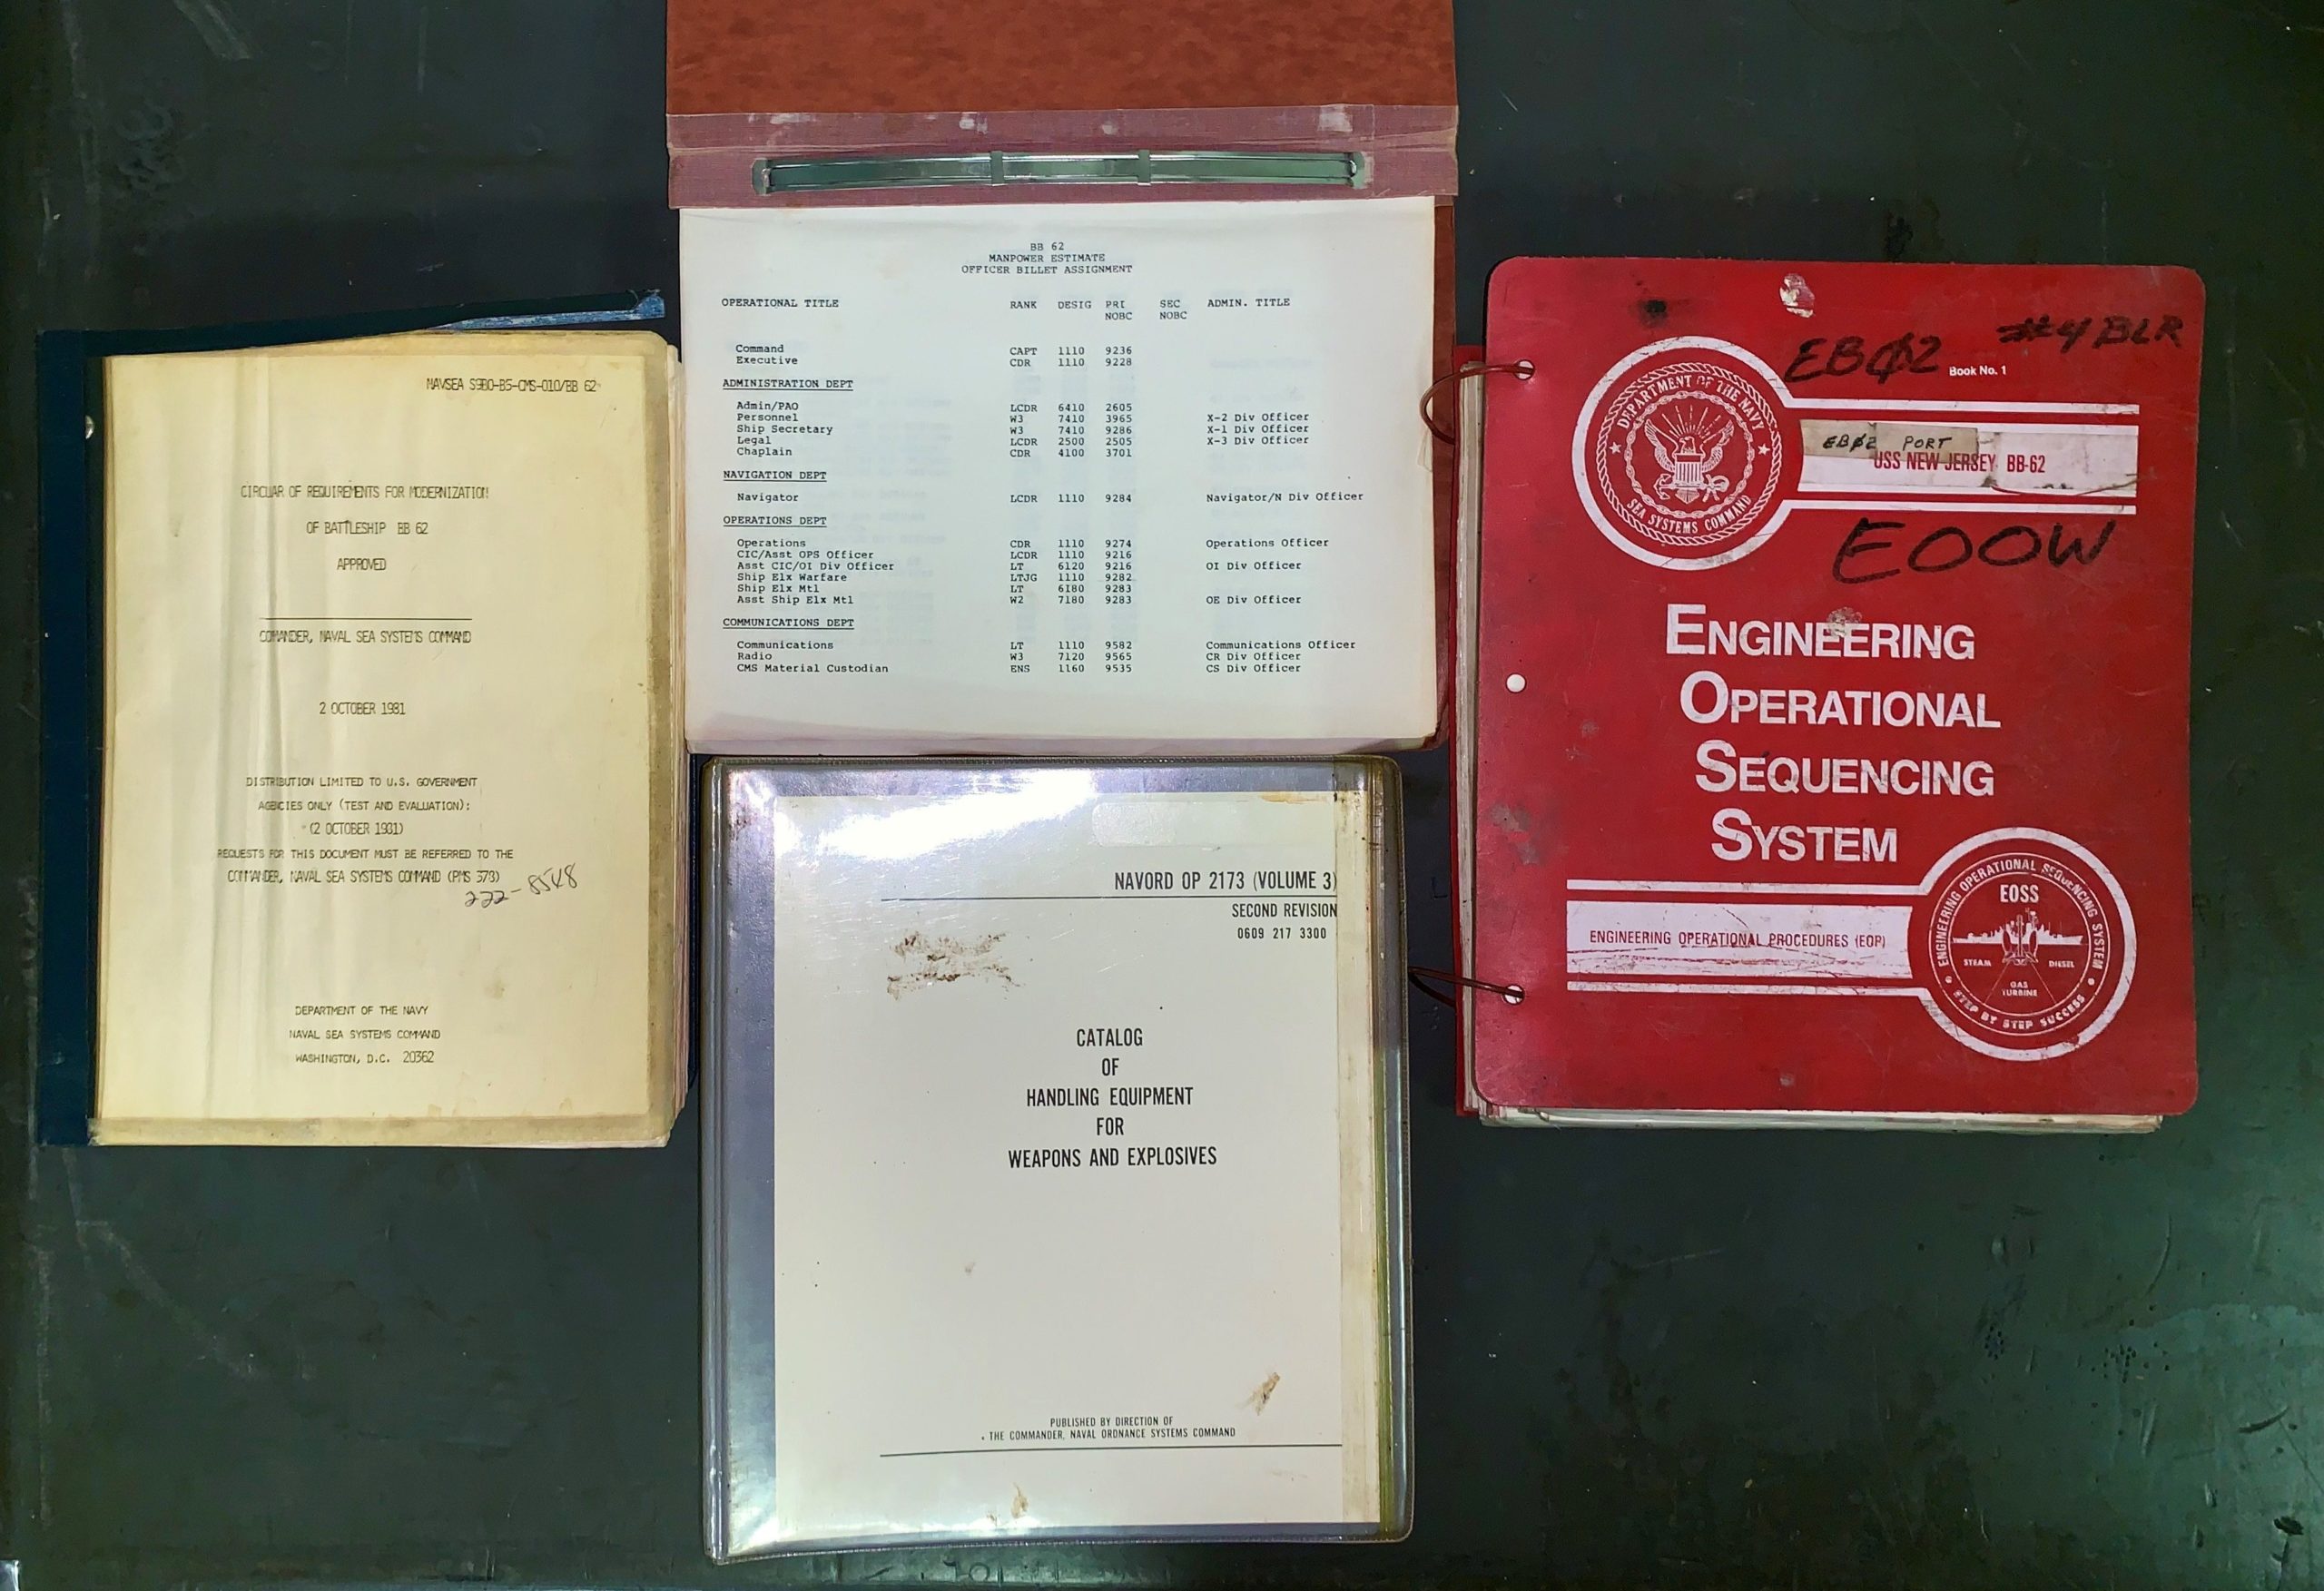 NAVSEA S9BO-B5-CMS-010/BB 62
CIRCULAR OF REQUIREMENTS FOR MODERNIZATION
OF BATTLESHIP BB 62
APPROVED
COMMANDER, NAVAL SEA SYSTEMS COMMAND
2 OCTOBER 1981
DISTRIBUTION LIMITED TO U.S. GOVERNMENT
AGENCIES ONLY (TEST AND EVALUATION):
(2 OCTOBER 1981)
REQUESTS FOR THIS DOCUMENT MUST BE REFERRED TO THE
COMMANDER, NAVAL SEA SYSTEMS COMMAND (PMS 378)
222-8548
DEPARTMENT OF THE NAVY
NAVAL SEA SYSTEMS COMMAND
WASHINGTON, D.C. 20362
BB 62
MANPOWER ESTIMATE
OFFICER BILLET ASSIGNMENT
OPERATIONAL TITLE RANK DESIG PRI SEC ADMIN. TITLE
NOBC NOBC
Command CAPT 1110 9236
Executive CDR 1110 9228
ADMINISTRATION DEPT
Admin/PAO LCDR 6410 2605
Personnel W3 7410 3965 X-2 Div Officer
Ship Secretary W3 7410 9286 X-1 Div Officer
Legal LCDR 2500 2505 X-3 Div Officer
Chaplain CDR 4100 3701
NAVIGATION DEPT
Navigator LCDR 1110 9284 Navigator/N Div Officer
OPERATIONS DEPT
Operations CDR 1110 9274 Operations Officer
CIC/Asst OPS Officer LCDR 1110 9216
Asst CIC/OI Div Officer LT 6120 9216 OI Div Officer
Ship Elx Warfare LTJG 1110 9282
Ship Elx Mtl LT 6180 9283
Asst Ship Elx Mtl W2 7180 9283 OE Div Officer
COMMUNICATIONS DEPT
Communications LT 1110 9582 Communications Officer
Radio W3 7120 9565 CR Div Officer
CMS Material Custodian ENS 1160 9535 CS Div Officer
NAVORD OP 2173 (VOLUME 3)
SECOND REVISION
0609 217 3300
CATALOG
OF
HANDLING EQUIPMENT
FOR
WEAPONS AND EXPLOSIVES
PUBLISHED BY DIRECTION OF
THE COMMANDER, NAVAL ORDNANCE SYSTEMS COMMAND
EBØ2 #4 BLR
Book No. 1
DEPARTMENT OF THE NAVY
SEA SYSTEMS COMMAND
EBØ2 PORT
USS NEW JERSEY BB-62
EOOW
ENGINEERING
OPERATIONAL
SEQUENCING
SYSTEM
ENGINEERING OPERATIONAL PROCEDURES (EOP)
ENGINEERING OPERATIONAL SEQUENCING SYSTEM
EOSS
STEAM DIESEL
GAS
TURBINE
STEP BY STEP SUCCESS